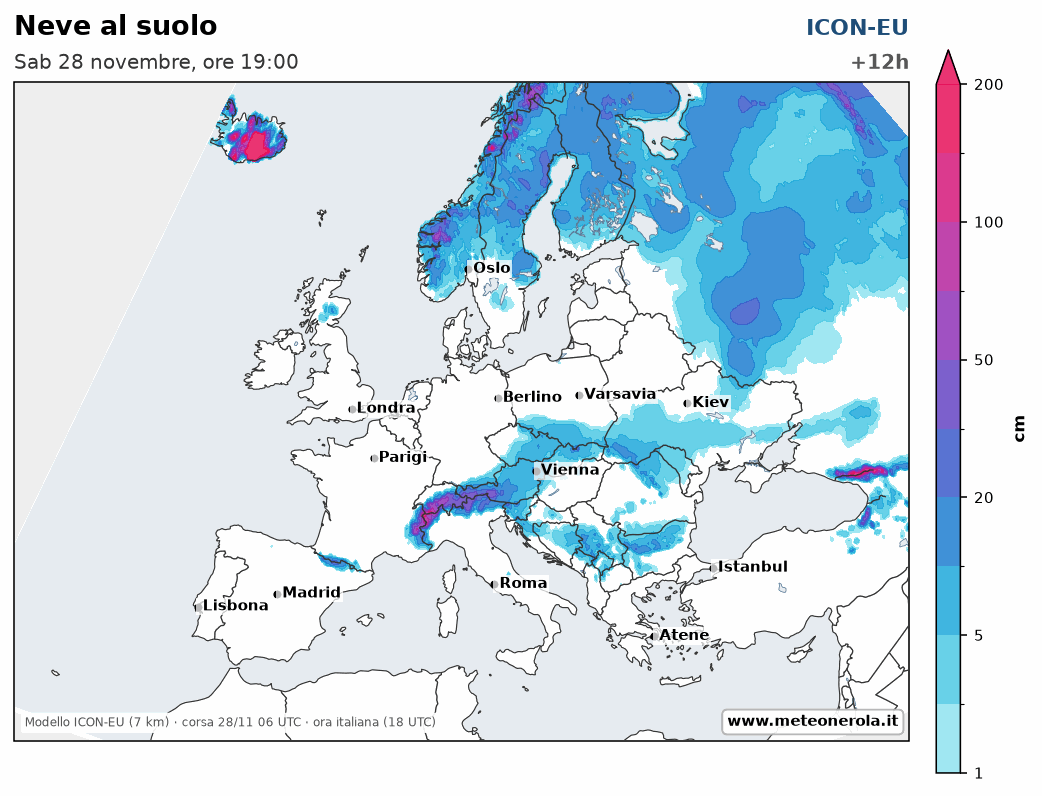 Neve al suolo
ICON-EU
Sab 28 novembre, ore 19:00
+12h
200
100
50
20
5
1
cm
Oslo
Londra
Berlino
Varsavia
Kiev
Parigi
Vienna
Istanbul
Madrid
Roma
Lisbona
Atene
Modello ICON-EU (7 km) · corsa 28/11 06 UTC · ora italiana (18 UTC)
www.meteonerola.it